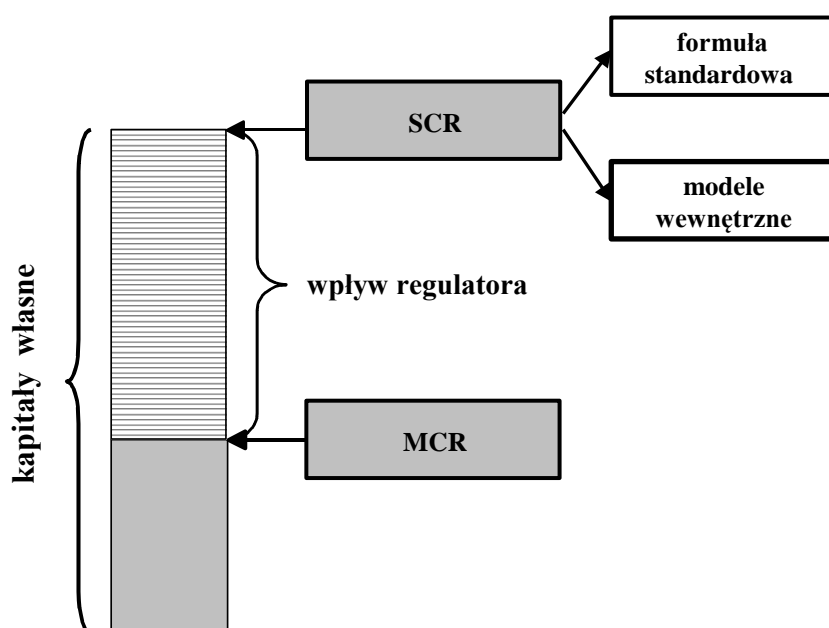 formuła
standardowa
SCR
modele
wewnętrzne
wpływ regulatora
kapitały własne
MCR